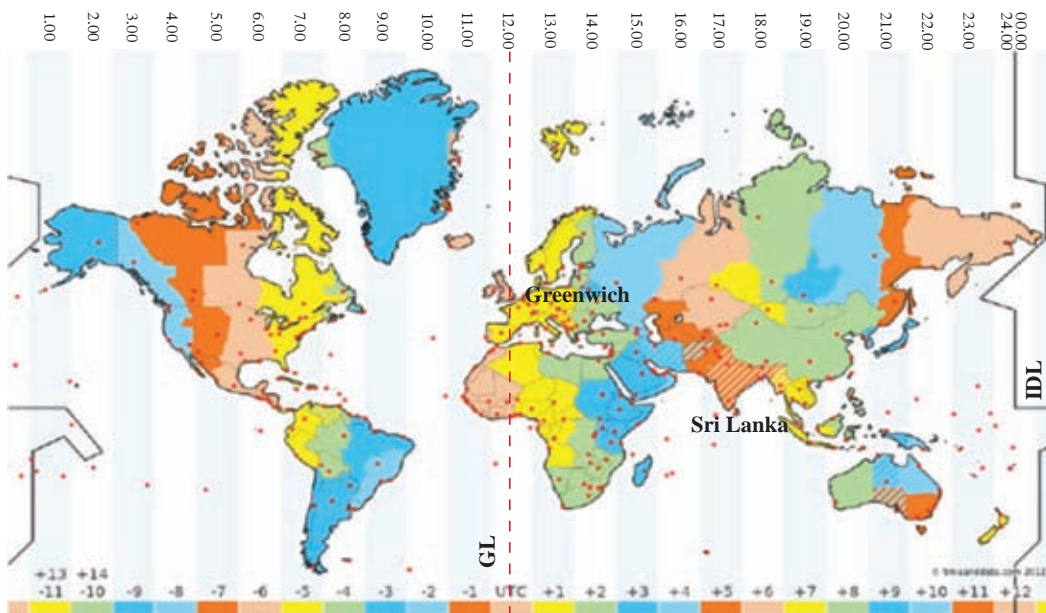 1.00 2.00 3.00 4.00 5.00 6.00 7.00 8.00 9.00 10.00 11.00 12.00 13.00 14.00 15.00 16.00 17.00 18.00 19.00 20.00 21.00 22.00 23.00 24.00 00.00
Greenwich
IDL
Sri Lanka
GL
© timeanddate.com 2012
+13 +14
-11 -10 -9 -8 -7 -6 -5 -4 -3 -2 -1 UTC +1 +2 +3 +4 +5 +6 +7 +8 +9 +10 +11 +12